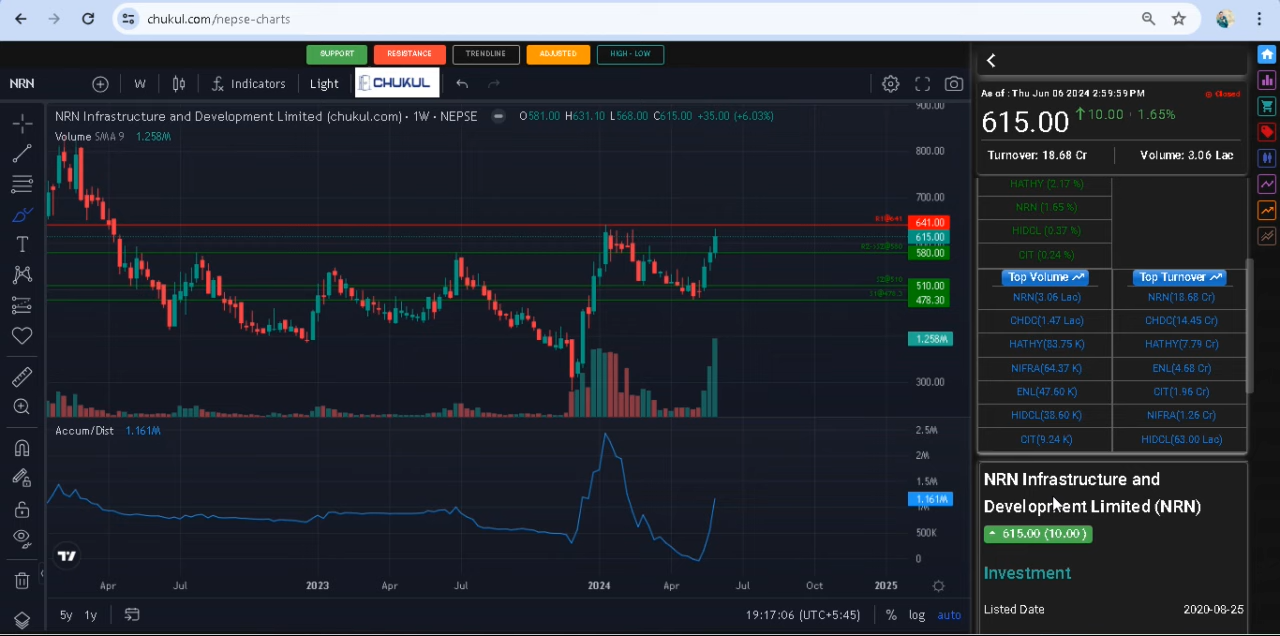 chukul.com/nepse-charts
SUPPORT
RESISTANCE
TRENDLINE
ADJUSTED
HIGH - LOW
NRN
W
Indicators
Light
CHUKUL
NRN Infrastructure and Development Limited (chukul.com) · 1W · NEPSE
O581.00 H631.10 L568.00 C615.00 +35.00 (+6.03%)
Volume SMA 9 1.258M
900.00
800.00
700.00
R1@641
641.00
615.00
580.00
510.00
478.30
1.258M
300.00
Accum/Dist 1.161M
2.5M
2M
1.5M
1.161M
1M
500K
0
Apr
Jul
2023
Apr
Jul
2024
Apr
Jul
Oct
2025
5y
1y
19:17:06 (UTC+5:45)
%
log
auto
As of : Thu Jun 06 2024 2:59:59 PM
Closed
615.00
10.00 · 1.65%
Turnover: 18.68 Cr
Volume: 3.06 Lac
HATHY (2.17 %)
NRN (1.65 %)
HIDCL (0.37 %)
CIT (0.24 %)
Top Volume
Top Turnover
NRN(3.06 Lac)
NRN(18.68 Cr)
CHDC(1.47 Lac)
CHDC(14.45 Cr)
HATHY(83.75 K)
HATHY(7.79 Cr)
NIFRA(64.37 K)
ENL(4.68 Cr)
ENL(47.60 K)
CIT(1.96 Cr)
HIDCL(38.60 K)
NIFRA(1.26 Cr)
CIT(9.24 K)
HIDCL(63.00 Lac)
NRN Infrastructure and
Development Limited (NRN)
615.00 (10.00 )
Investment
Listed Date
2020-08-25